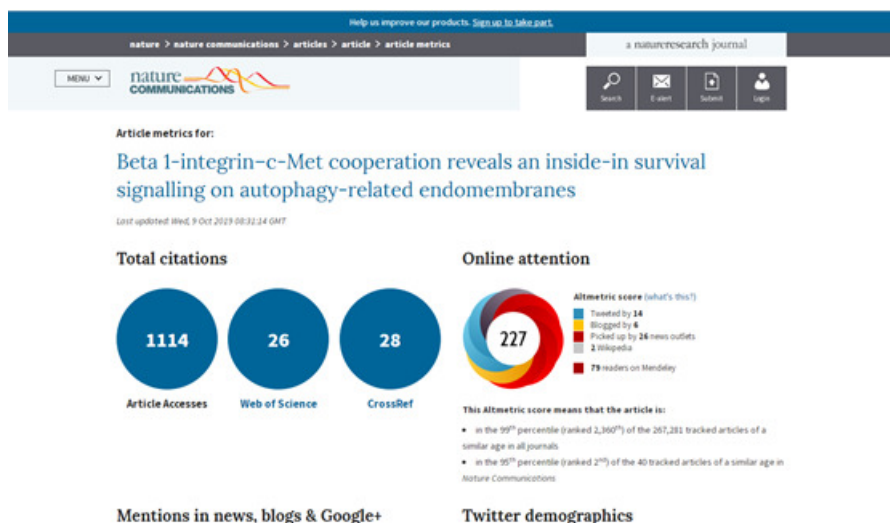 Help us improve our products. Sign up to take part.
nature > nature communications > articles > article > article metrics
a natureresearch journal
MENU
nature
COMMUNICATIONS
Search
E-alert
Submit
Login
Article metrics for:
Beta 1-integrin–c-Met cooperation reveals an inside-in survival
signalling on autophagy-related endomembranes
Last updated: Wed, 9 Oct 2019 08:31:14 GMT
Total citations
1114
Article Accesses
26
Web of Science
28
CrossRef
Online attention
227
Altmetric score (what's this?)
Tweeted by 14
Blogged by 6
Picked up by 26 news outlets
2 Wikipedia
79 readers on Mendeley
This Altmetric score means that the article is:
• in the 99th percentile (ranked 2,360th) of the 267,281 tracked articles of a
similar age in all journals
• in the 95th percentile (ranked 2nd) of the 40 tracked articles of a similar age in
Nature Communications
Mentions in news, blogs & Google+
Twitter demographics